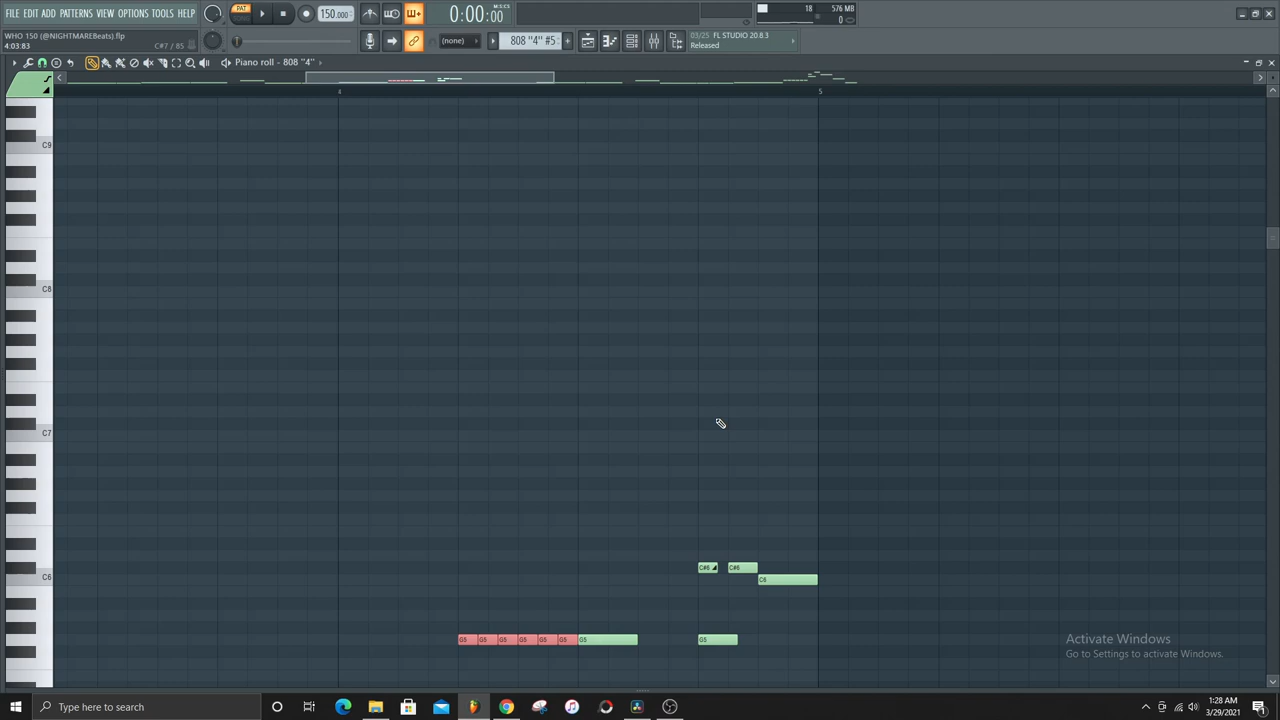 FILE EDIT ADD PATTERNS VIEW OPTIONS TOOLS HELP
PAT
150.000
0:00:00
M:S:CS
18
576 MB
0
WHO 150 (@NIGHTMAREBeats).flp
4:03:83
C#7 / 85
(none)
808 "4" #5
03/25 FL STUDIO 20.8.3
Released
Piano roll - 808 "4"
4
5
C9
C8
C7
C6
C#6
C#6
C6
G5
G5
G5
G5
G5
G5
G5
G5
Activate Windows
Go to Settings to activate Windows.
Type here to search
1:28 AM
3/29/2021